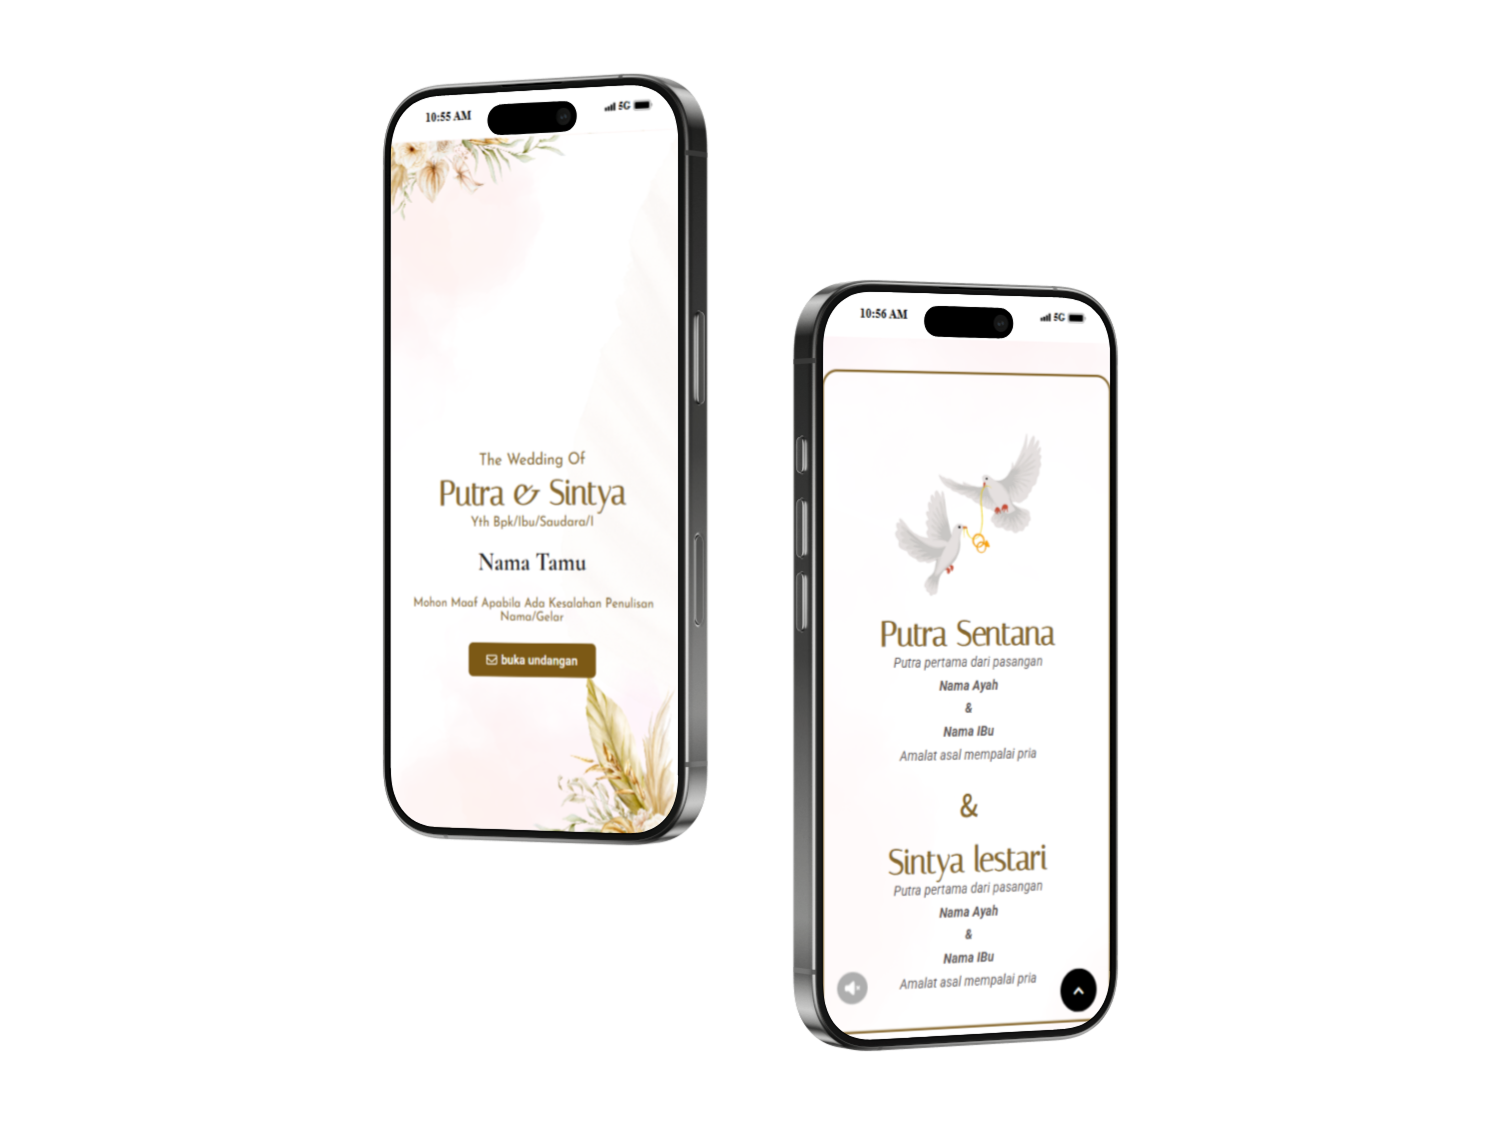 10:55 AM
5G
The Wedding Of
Putra & Sintya
Yth Bpk/Ibu/Saudara/I
Nama Tamu
Mohon Maaf Apabila Ada Kesalahan Penulisan
Nama/Gelar
buka undangan
10:56 AM
5G
Putra Sentana
Putra pertama dari pasangan
Nama Ayah
&
Nama IBu
Amalat asal mempalai pria
&
Sintya lestari
Putra pertama dari pasangan
Nama Ayah
&
Nama IBu
Amalat asal mempalai pria